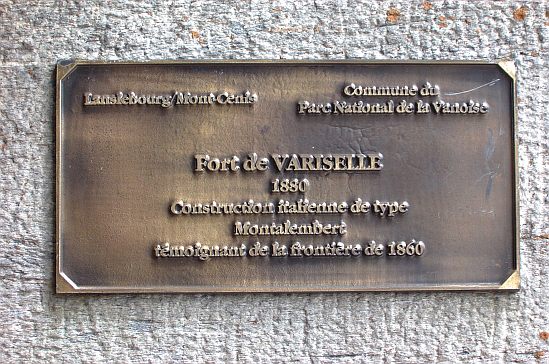 Lanslebourg/Mont-Cenis
Commune du
Parc National de la Vanoise
Fort de VARISELLE
1880
Construction italienne de type
Montalembert
témoignant de la frontière de 1860